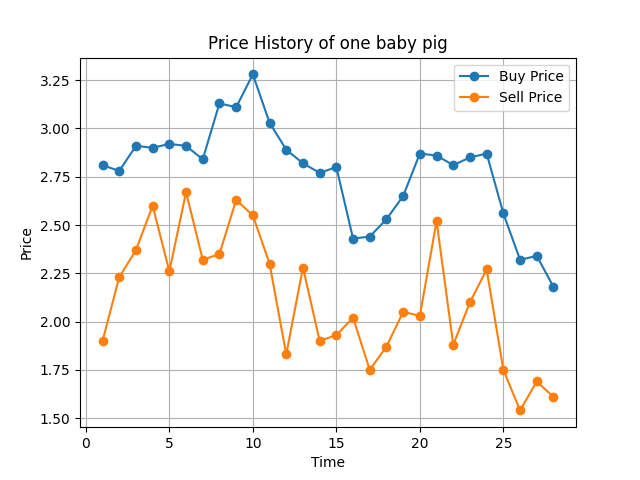 Price History of one baby pig
Buy Price
Sell Price
3.25
3.00
2.75
2.50
2.25
2.00
1.75
1.50
Price
0 5 10 15 20 25
Time